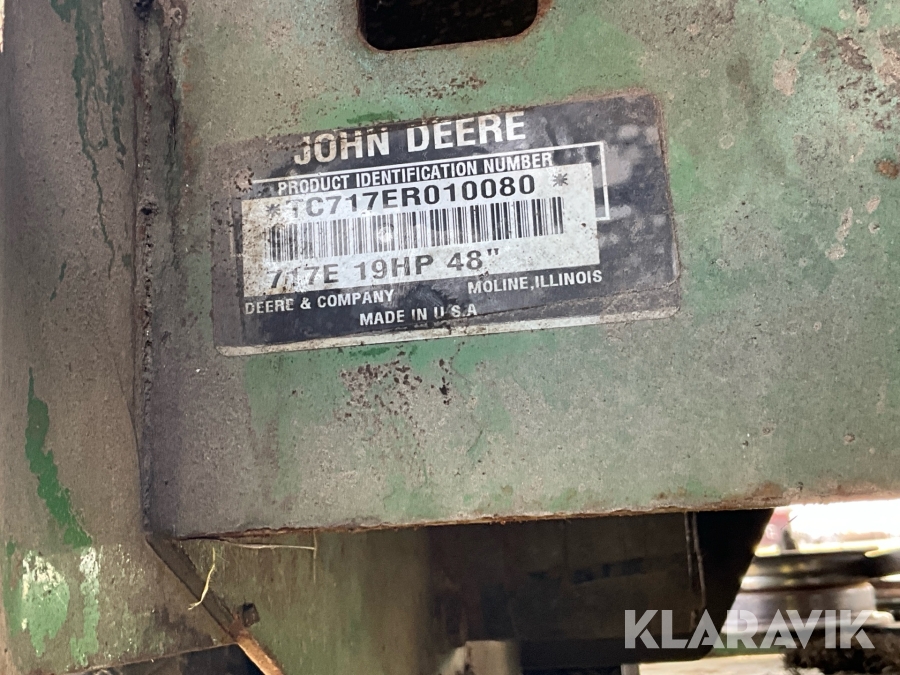 JOHN DEERE
PRODUCT IDENTIFICATION NUMBER
*TC717ER010080 *
717E 19HP 48"
DEERE & COMPANY MOLINE, ILLINOIS
MADE IN U.S.A
KLARAVIK